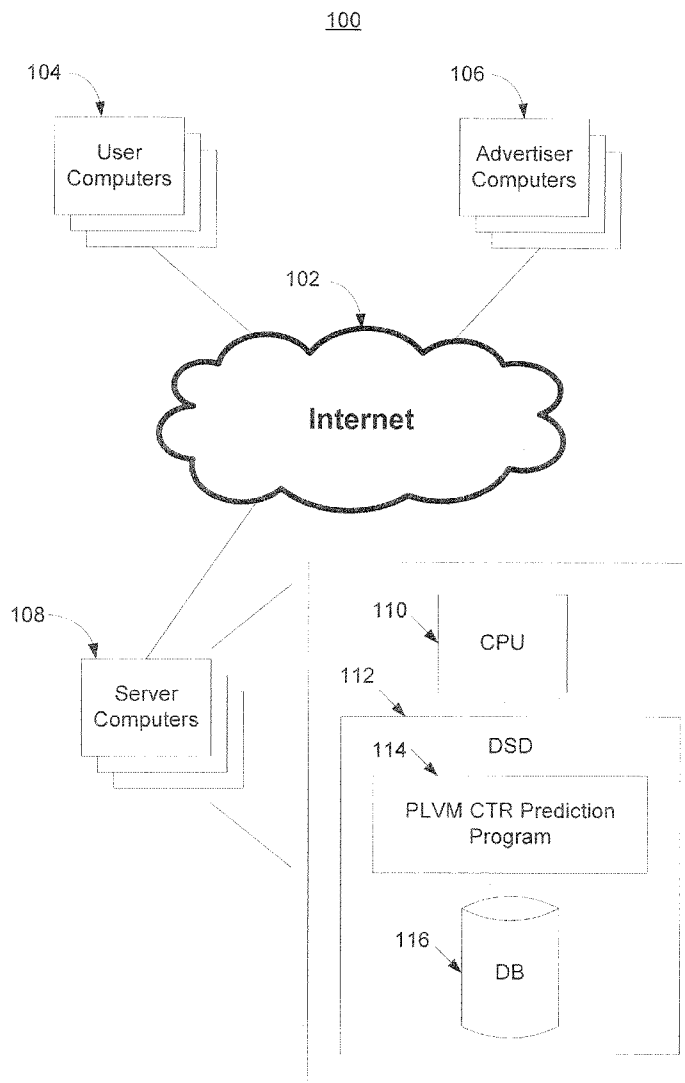 100
104
106
User
Computers
Advertiser
Computers
102
Internet
108
Server
Computers
110
CPU
112
DSD
114
PLVM CTR Prediction
Program
116
DB